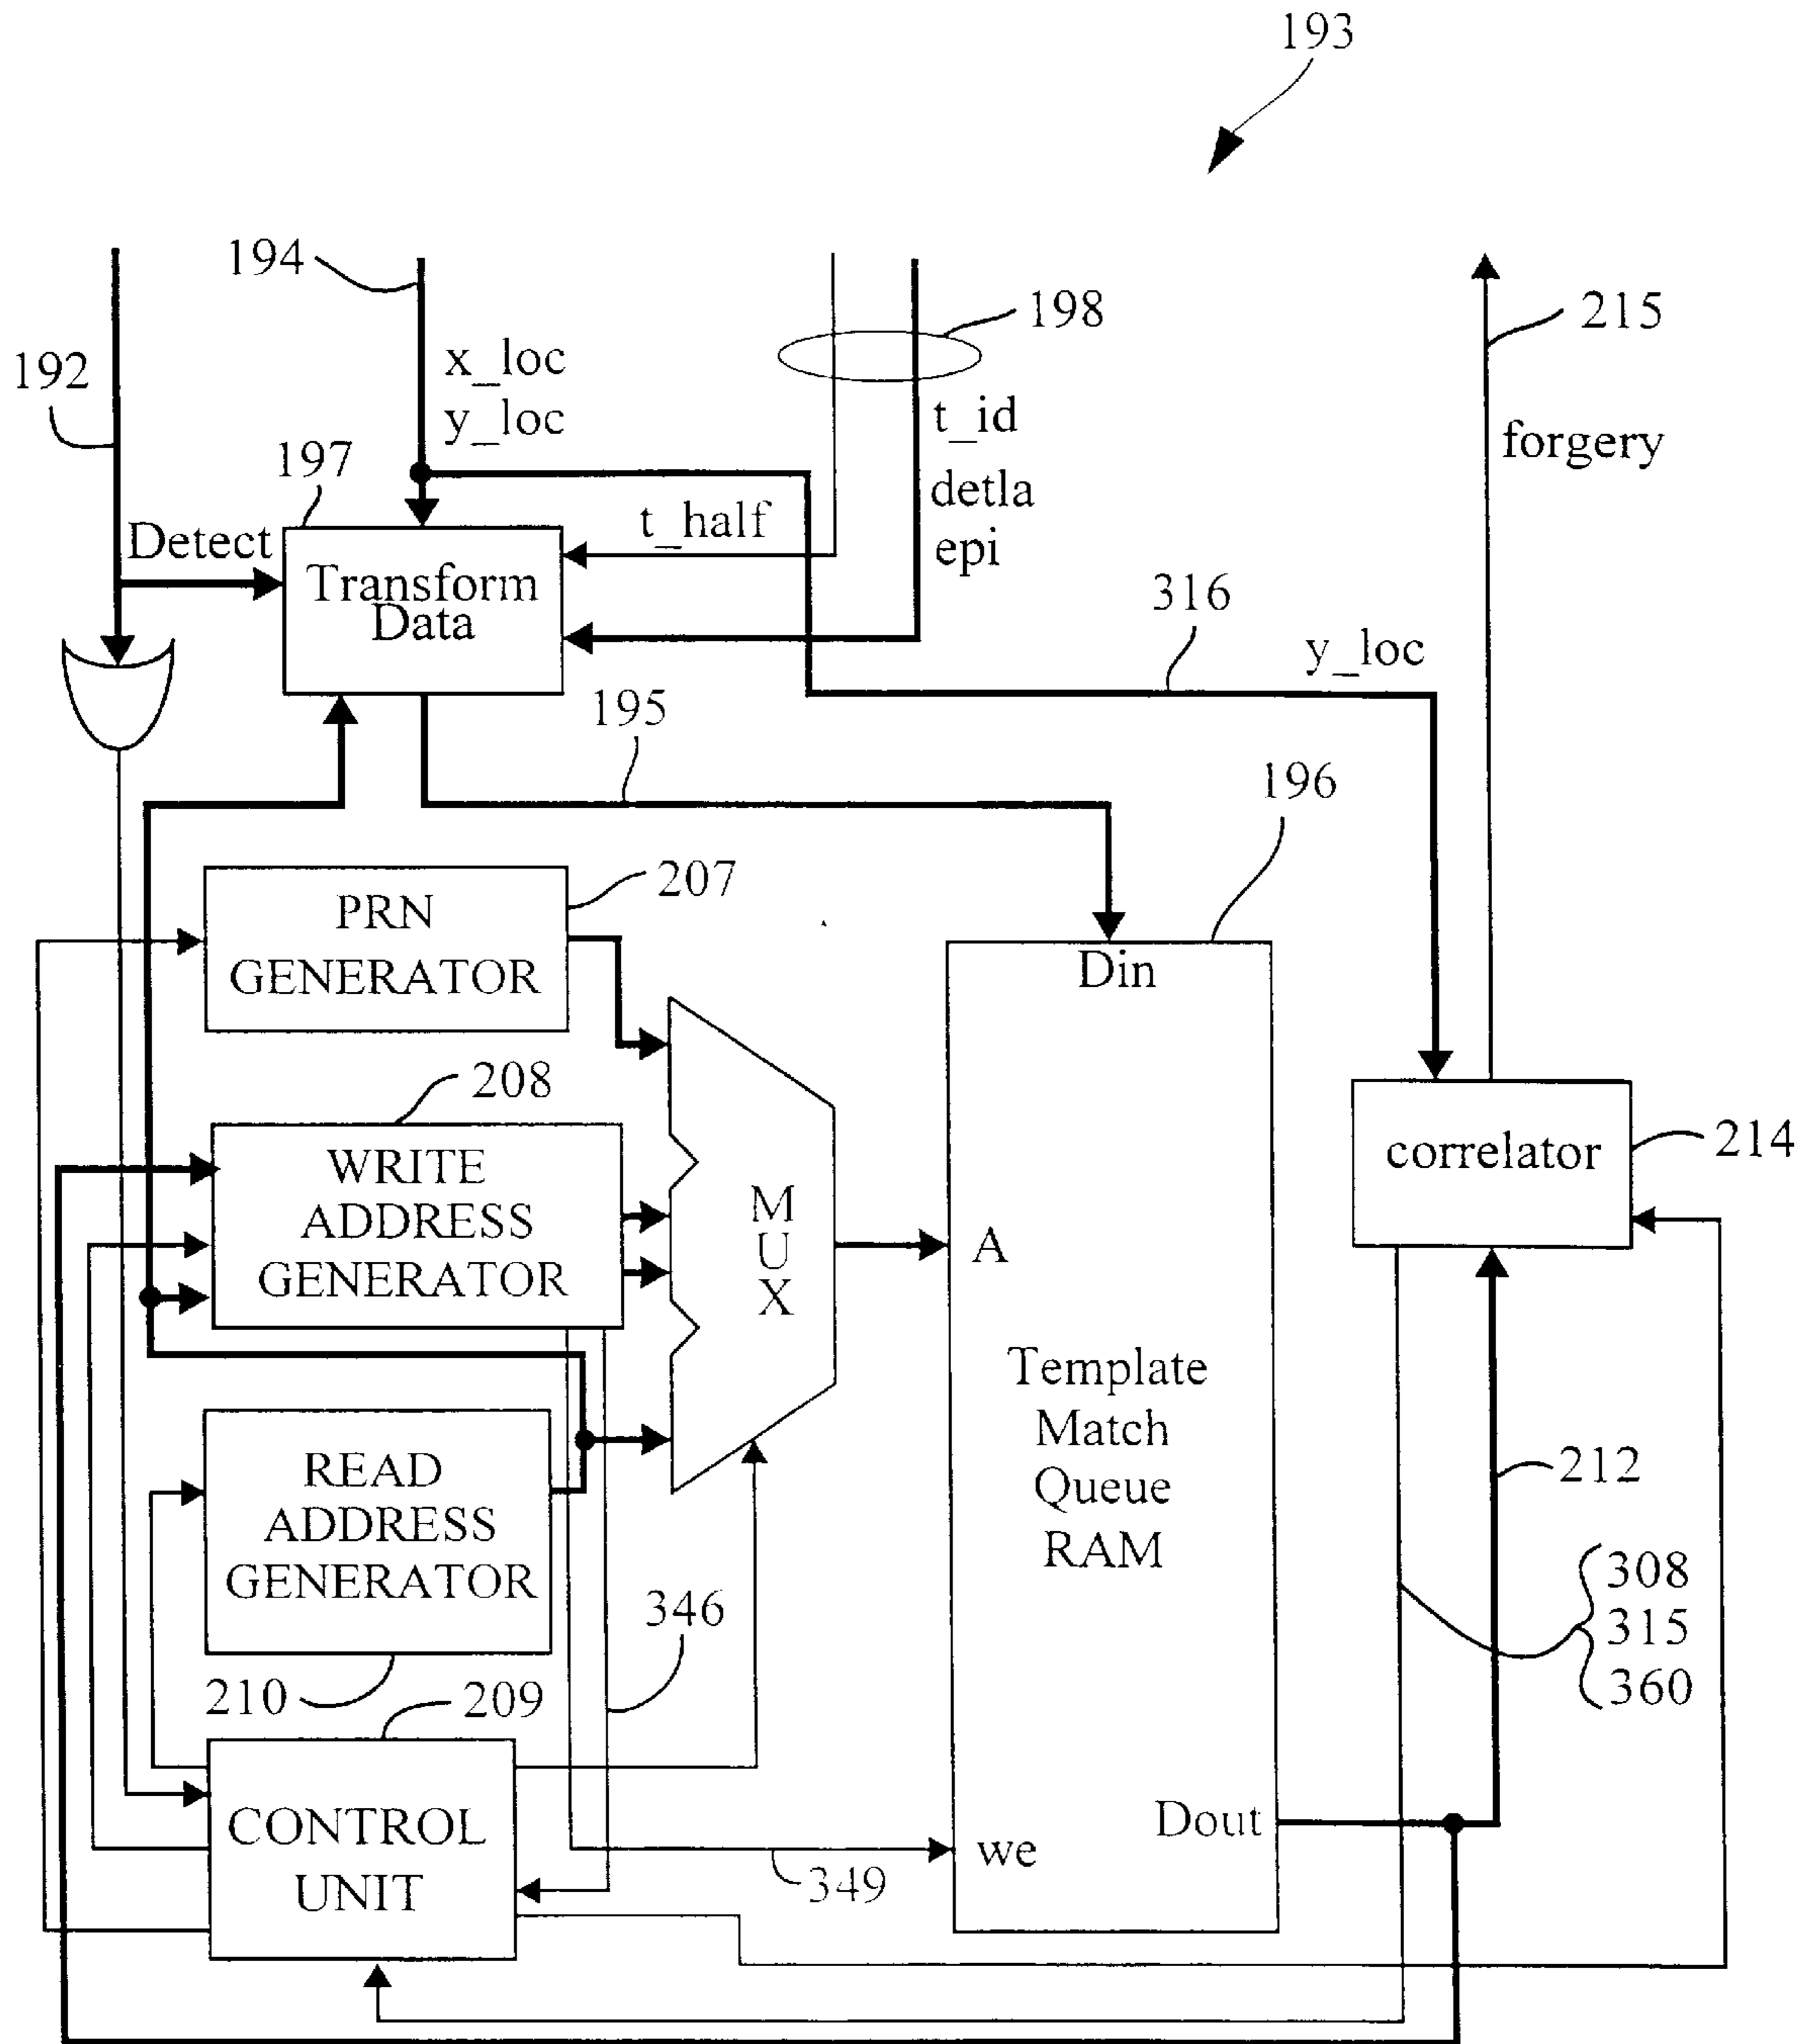 193
194
198
215
192
x_loc
y_loc
t_id
forgery
197
detla
Detect
t_half
epi
Transform
Data
316
y_loc
195
196
207
PRN
GENERATOR
Din
208
WRITE
ADDRESS
GENERATOR
M
U
X
A
correlator
214
Template
Match
Queue
RAM
READ
ADDRESS
GENERATOR
212
308
315
360
346
210
209
CONTROL
UNIT
Dout
we
349